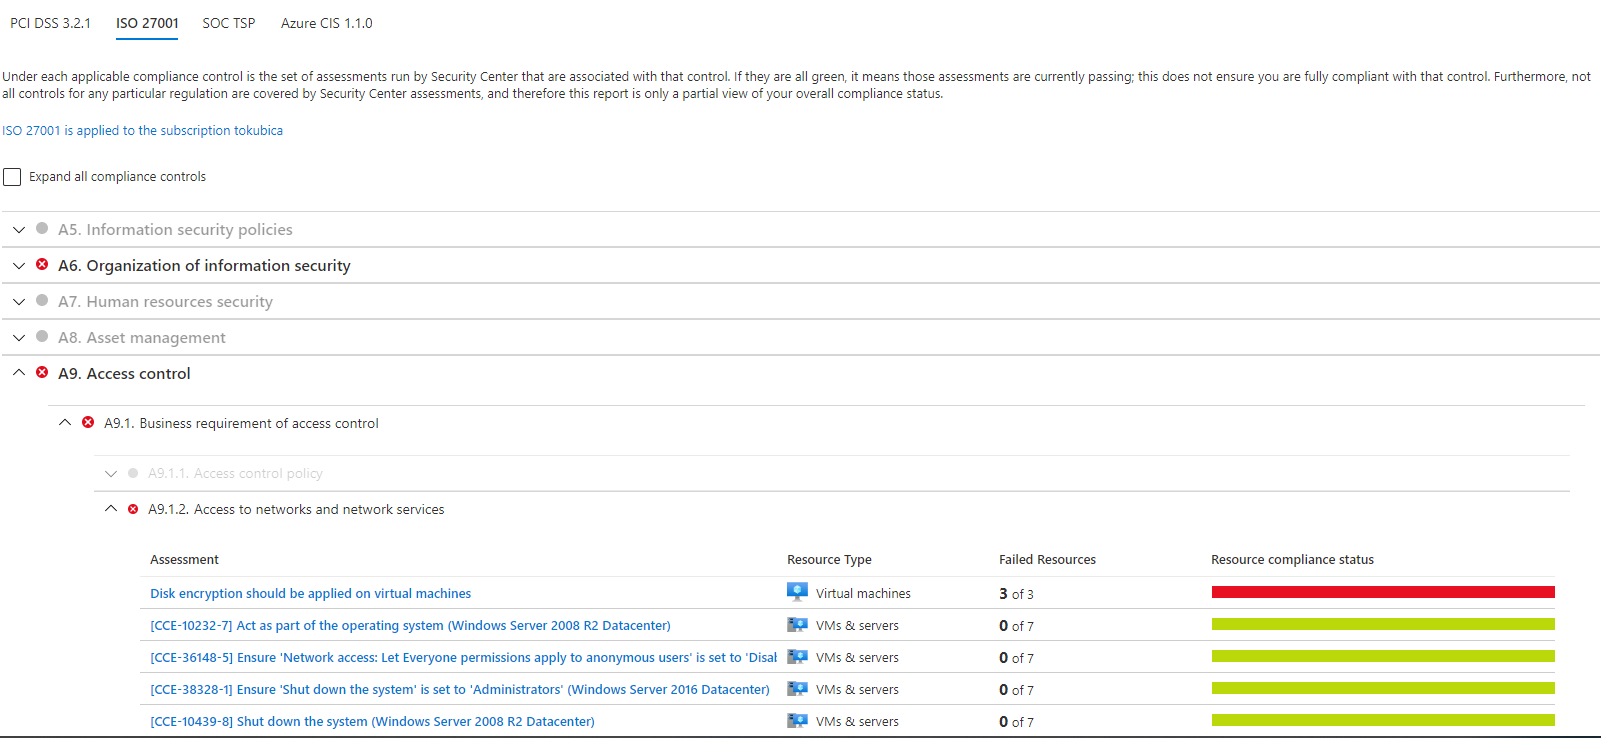 PCI DSS 3.2.1 ISO 27001 SOC TSP Azure CIS 1.1.0
Under each applicable compliance control is the set of assessments run by Security Center that are associated with that control. If they are all green, it means those assessments are currently passing; this does not ensure you are fully compliant with that control. Furthermore, not
all controls for any particular regulation are covered by Security Center assessments, and therefore this report is only a partial view of your overall compliance status.
ISO 27001 is applied to the subscription tokubica
Expand all compliance controls
A5. Information security policies
A6. Organization of information security
A7. Human resources security
A8. Asset management
A9. Access control
A9.1. Business requirement of access control
A9.1.1. Access control policy
A9.1.2. Access to networks and network services
Assessment Resource Type Failed Resources Resource compliance status
Disk encryption should be applied on virtual machines Virtual machines 3 of 3
[CCE-10232-7] Act as part of the operating system (Windows Server 2008 R2 Datacenter) VMs & servers 0 of 7
[CCE-36148-5] Ensure 'Network access: Let Everyone permissions apply to anonymous users' is set to 'Disal VMs & servers 0 of 7
[CCE-38328-1] Ensure 'Shut down the system' is set to 'Administrators' (Windows Server 2016 Datacenter) VMs & servers 0 of 7
[CCE-10439-8] Shut down the system (Windows Server 2008 R2 Datacenter) VMs & servers 0 of 7